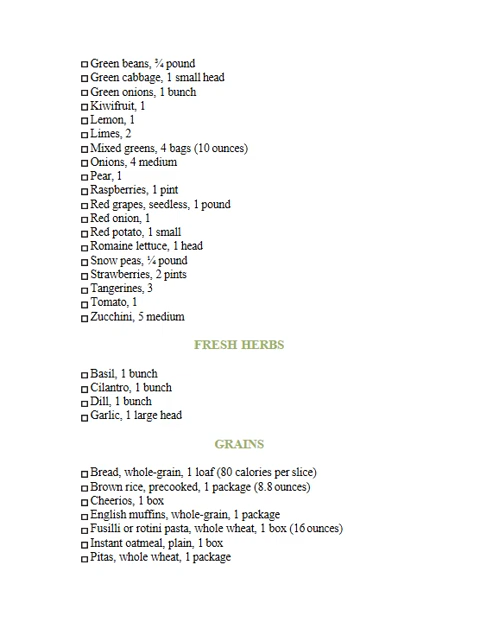 Green beans, ¾ pound
Green cabbage, 1 small head
Green onions, 1 bunch
Kiwifruit, 1
Lemon, 1
Limes, 2
Mixed greens, 4 bags (10 ounces)
Onions, 4 medium
Pear, 1
Raspberries, 1 pint
Red grapes, seedless, 1 pound
Red onion, 1
Red potato, 1 small
Romaine lettuce, 1 head
Snow peas, ¼ pound
Strawberries, 2 pints
Tangerines, 3
Tomato, 1
Zucchini, 5 medium
FRESH HERBS
Basil, 1 bunch
Cilantro, 1 bunch
Dill, 1 bunch
Garlic, 1 large head
GRAINS
Bread, whole-grain, 1 loaf (80 calories per slice)
Brown rice, precooked, 1 package (8.8 ounces)
Cheerios, 1 box
English muffins, whole-grain, 1 package
Fusilli or rotini pasta, whole wheat, 1 box (16 ounces)
Instant oatmeal, plain, 1 box
Pitas, whole wheat, 1 package